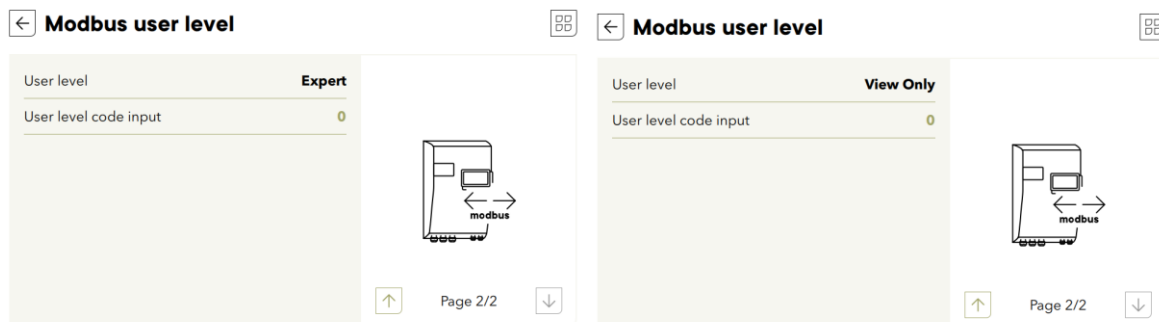 Modbus user level
User level Expert
User level code input 0
modbus
Page 2/2
Modbus user level
User level View Only
User level code input 0
modbus
Page 2/2